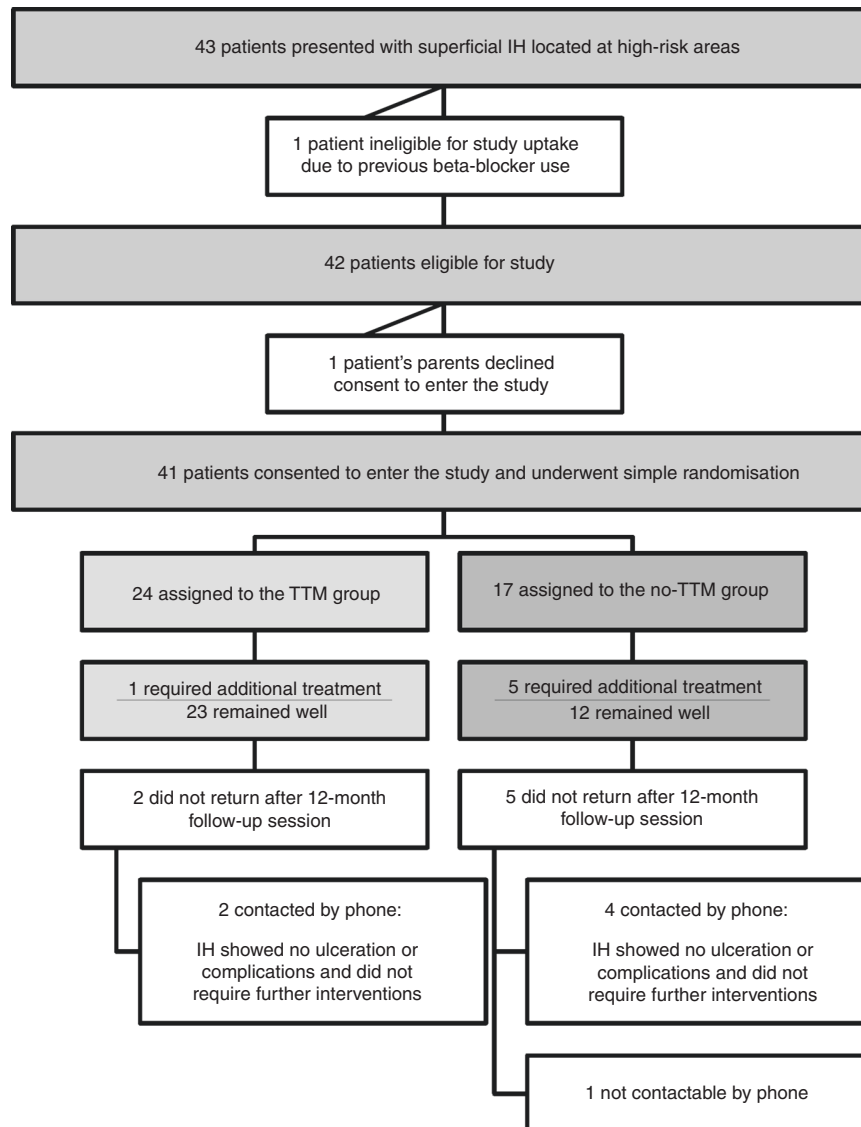 43 patients presented with superficial IH located at high-risk areas
1 patient ineligible for study uptake
due to previous beta-blocker use
42 patients eligible for study
1 patient’s parents declined
consent to enter the study
41 patients consented to enter the study and underwent simple randomisation
24 assigned to the TTM group
17 assigned to the no-TTM group
1 required additional treatment
23 remained well
5 required additional treatment
12 remained well
2 did not return after 12-month
follow-up session
5 did not return after 12-month
follow-up session
2 contacted by phone:
IH showed no ulceration or
complications and did not
require further interventions
4 contacted by phone:
IH showed no ulceration or
complications and did not
require further interventions
1 not contactable by phone